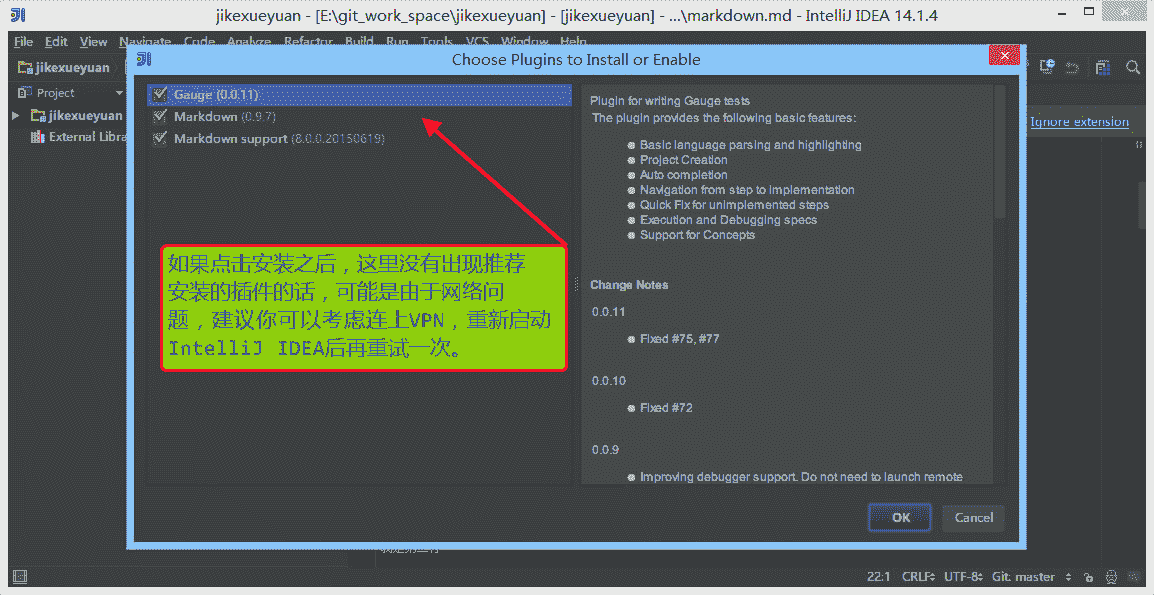 jikexueyuan - [E:\git_work_space\jikexueyuan] - [jikexueyuan] - ...\markdown.md - IntelliJ IDEA 14.1.4
File Edit View Navigate Code Analyze Refactor Build Run Tools VCS Window Help
jikexueyuan
Choose Plugins to Install or Enable
Project
jikexueyuan
External Libra
Ignore extension
Gauge (0.0.11)
Markdown (0.9.7)
Markdown support (8.0.0.20150619)
如果点击安装之后，这里没有出现推荐
安装的插件的话，可能是由于网络问
题，建议你可以考虑连上VPN，重新启动
IntelliJ IDEA后再重试一次。
Plugin for writing Gauge tests
The plugin provides the following basic features:
Basic language parsing and highlighting
Project Creation
Auto completion
Navigation from step to implementation
Quick Fix for unimplemented steps
Execution and Debugging specs
Support for Concepts
Change Notes
0.0.11
Fixed #75, #77
0.0.10
Fixed #72
0.0.9
Improving debugger support. Do not need to launch remote
OK Cancel
22:1 CRLF UTF-8 Git: master